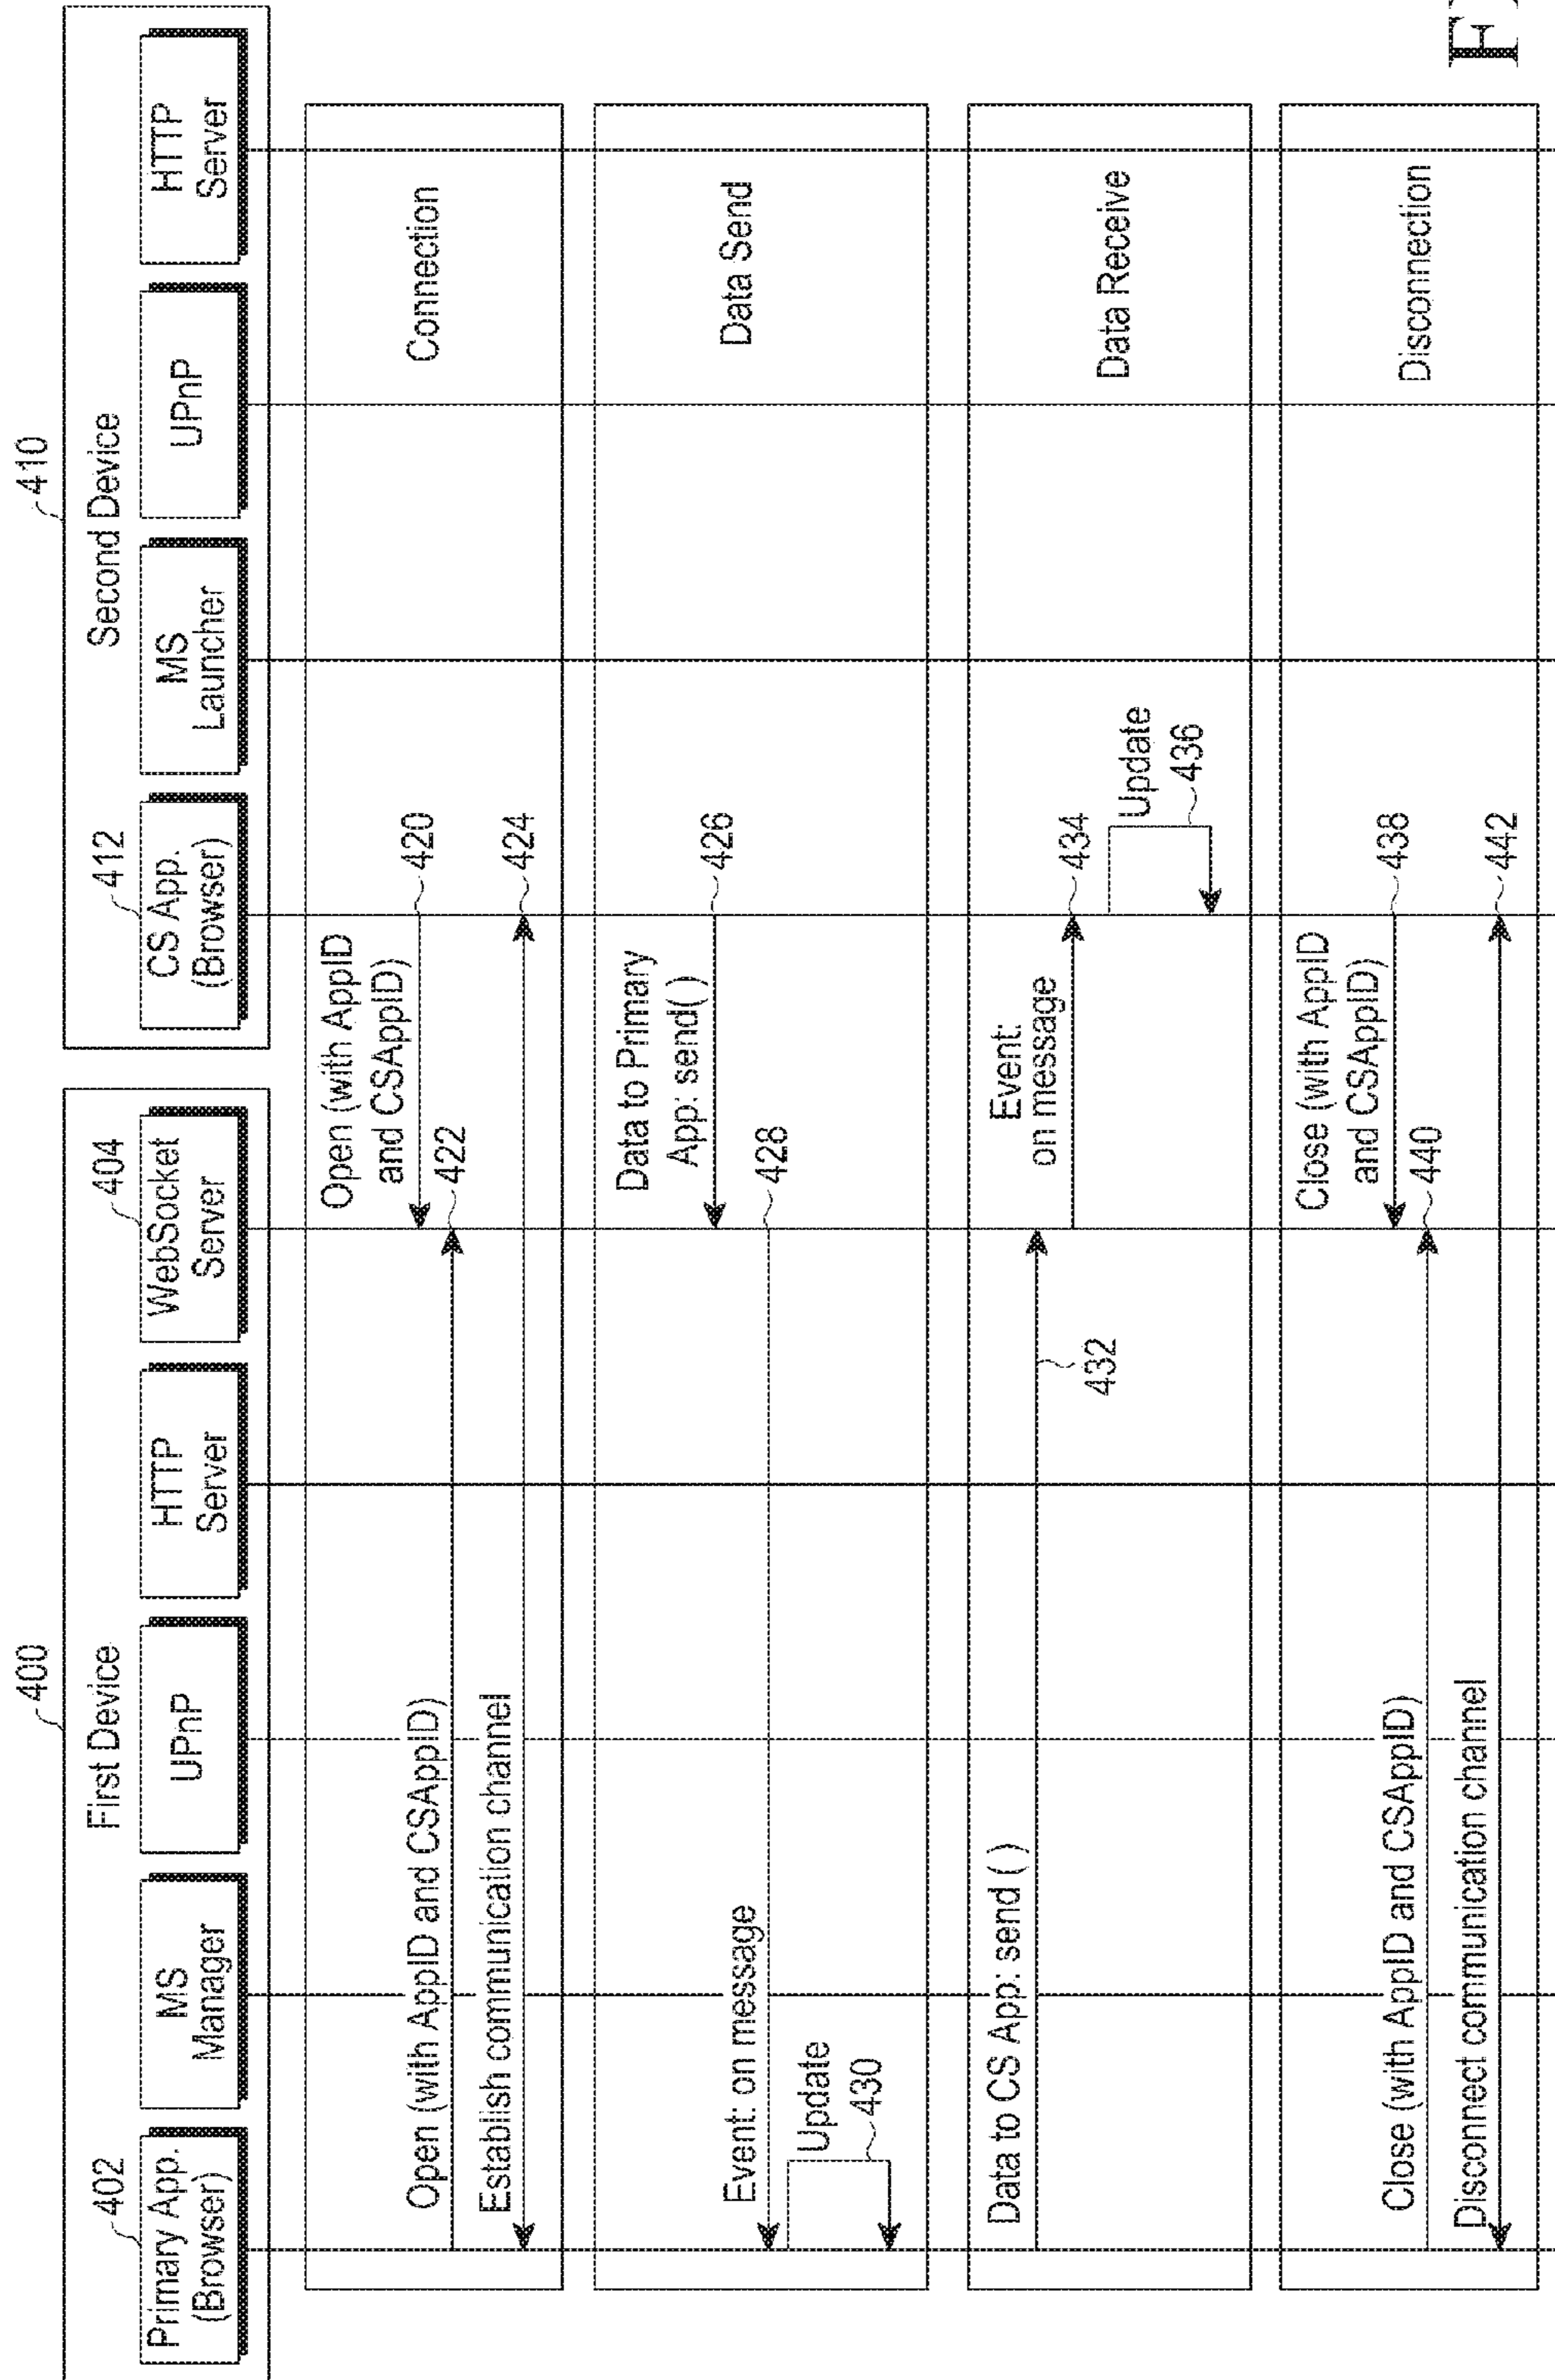 400
410
First Device
Second Device
402
404
412
Primary App.
(Browser)
MS
Manager
UPnP
HTTP
Server
WebSocket
Server
CS App.
(Browser)
MS
Launcher
UPnP
HTTP
Server
Connection
Open (with AppID
and CSAppID)
420
Open (with AppID and CSAppID)
422
Establish communication channel
424
Data Send
Data to Primary
App: send( )
426
Event: on message
428
Update
430
Data Receive
Data to CS App: send ( )
432
Event:
on message
434
Update
436
Disconnection
Close (with AppID
and CSAppID)
438
Close (with AppID and CSAppID)
440
Disconnect communication channel
442